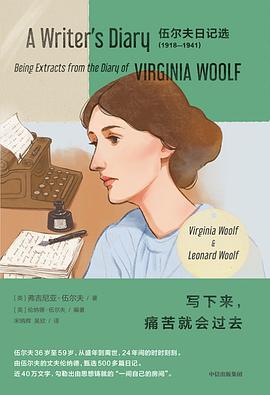 A Writer's Diary 伍尔夫日记选
(1918—1941)
Being Extracts from the Diary of VIRGINIA WOOLF
Virginia Woolf
&
Leonard Woolf
[英] 弗吉尼亚·伍尔夫 / 著
[英] 伦纳德·伍尔夫 / 编著
宋炳辉 吴欣 / 译
写下来，
痛苦就会过去
伍尔夫36岁至59岁，从盛年到离世，24年间的时时刻刻。
由伍尔夫的丈夫伦纳德，甄选500多篇日记。
近40万字，勾勒出由思想铸就的“一间自己的房间”。
中信出版集团